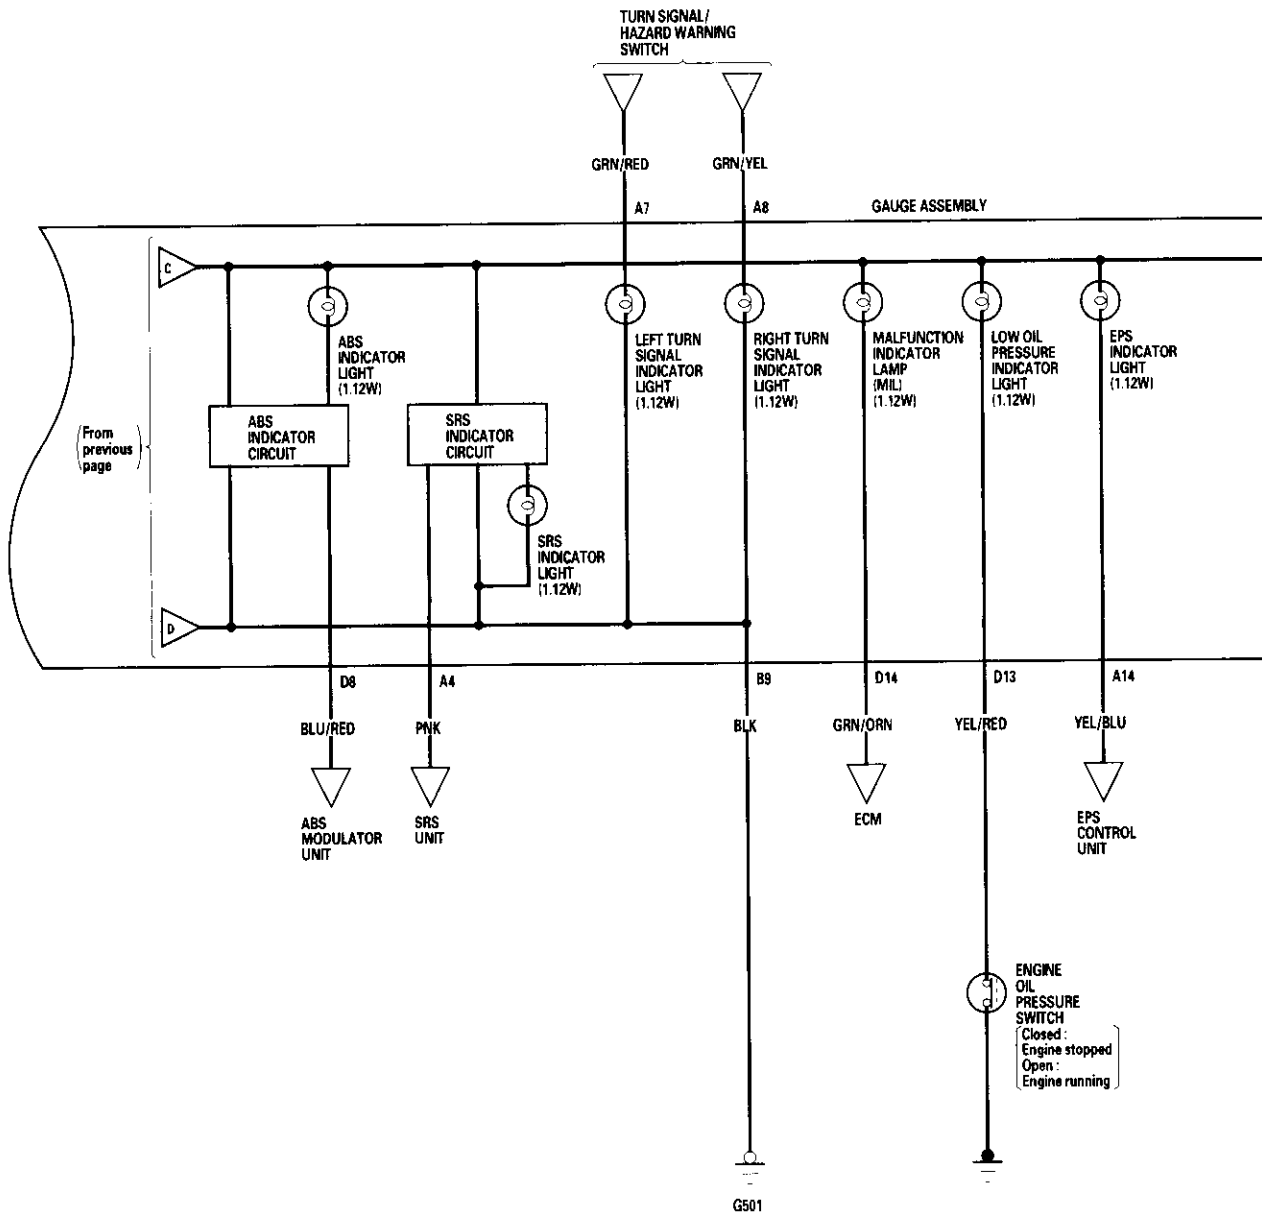 TURN SIGNAL/
HAZARD WARNING
SWITCH
GRN/RED
GRN/YEL
A7
A8
GAUGE ASSEMBLY
C
ABS
INDICATOR
LIGHT
(1.12W)
LEFT TURN
SIGNAL
INDICATOR
LIGHT
(1.12W)
RIGHT TURN
SIGNAL
INDICATOR
LIGHT
(1.12W)
MALFUNCTION
INDICATOR
LAMP
(MIL)
(1.12W)
LOW OIL
PRESSURE
INDICATOR
LIGHT
(1.12W)
EPS
INDICATOR
LIGHT
(1.12W)
(From
previous
page)
ABS
INDICATOR
CIRCUIT
SRS
INDICATOR
CIRCUIT
SRS
INDICATOR
LIGHT
(1.12W)
D
D8
A4
B9
D14
D13
A14
BLU/RED
PNK
BLK
GRN/ORN
YEL/RED
YEL/BLU
ABS
MODULATOR
UNIT
SRS
UNIT
ECM
EPS
CONTROL
UNIT
ENGINE
OIL
PRESSURE
SWITCH
Closed :
Engine stopped
Open :
Engine running
G501